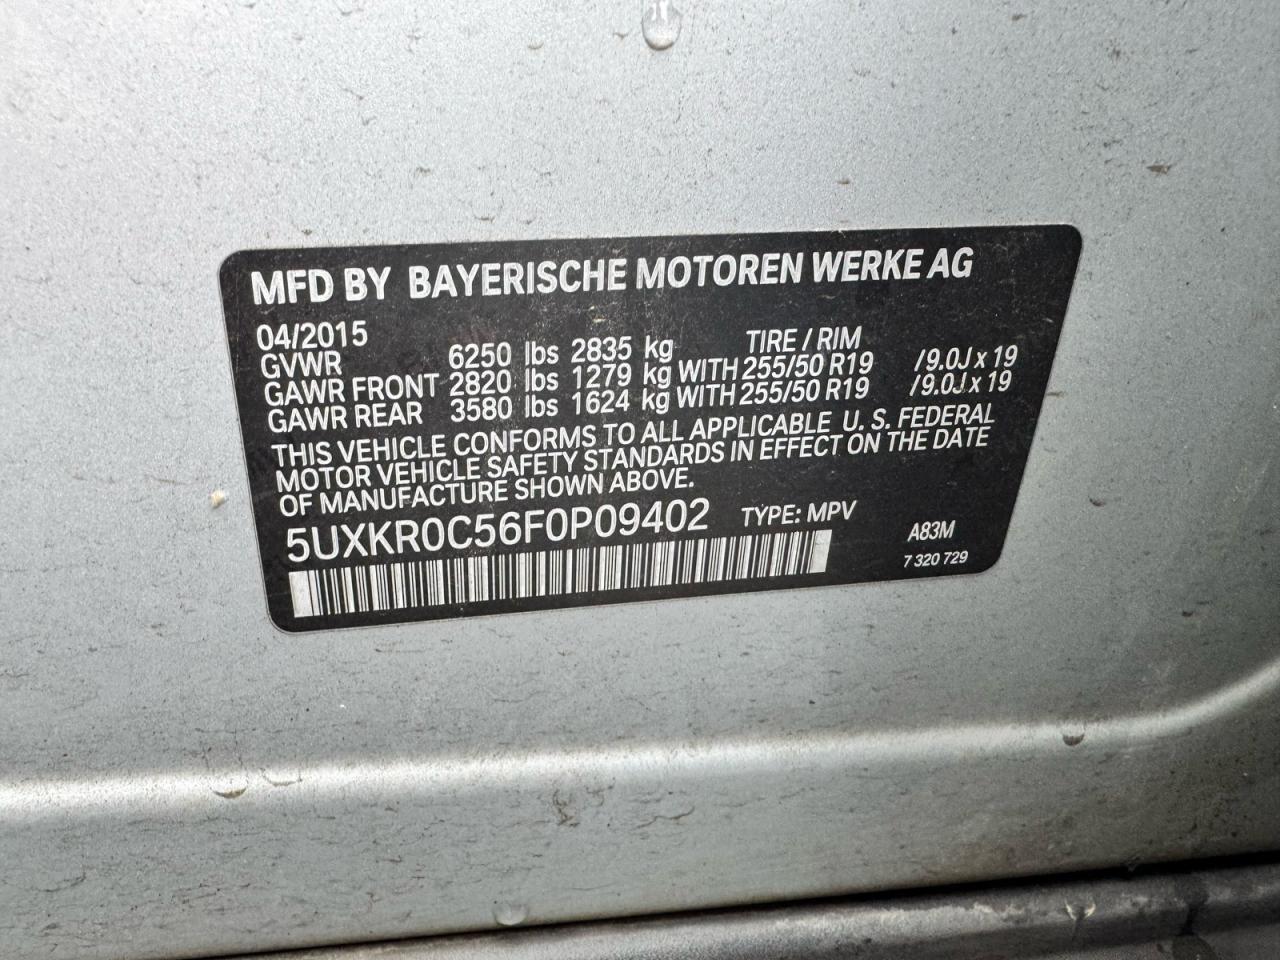 MFD BY BAYERISCHE MOTOREN WERKE AG
04/2015 TIRE / RIM
GVWR 6250 lbs 2835 kg
GAWR FRONT 2820 lbs 1279 kg WITH 255/50 R19 /9.0J x 19
GAWR REAR 3580 lbs 1624 kg WITH 255/50 R19 /9.0J x 19
THIS VEHICLE CONFORMS TO ALL APPLICABLE U. S. FEDERAL
MOTOR VEHICLE SAFETY STANDARDS IN EFFECT ON THE DATE
OF MANUFACTURE SHOWN ABOVE.
5UXKR0C56F0P09402 TYPE: MPV
A83M
7 320 729